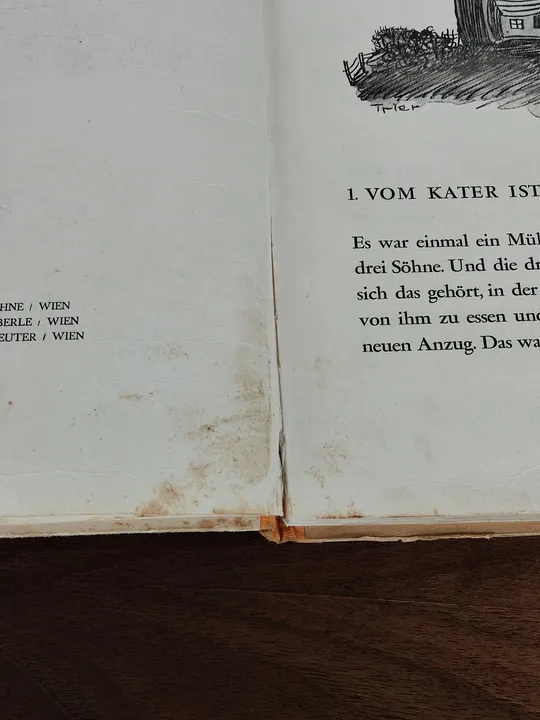 HNE / WIEN
BERLE / WIEN
EUTER / WIEN
Trier
1. VOM KATER IST
Es war einmal ein Mül
drei Söhne. Und die dr
sich das gehört, in der
von ihm zu essen und
neuen Anzug. Das wa